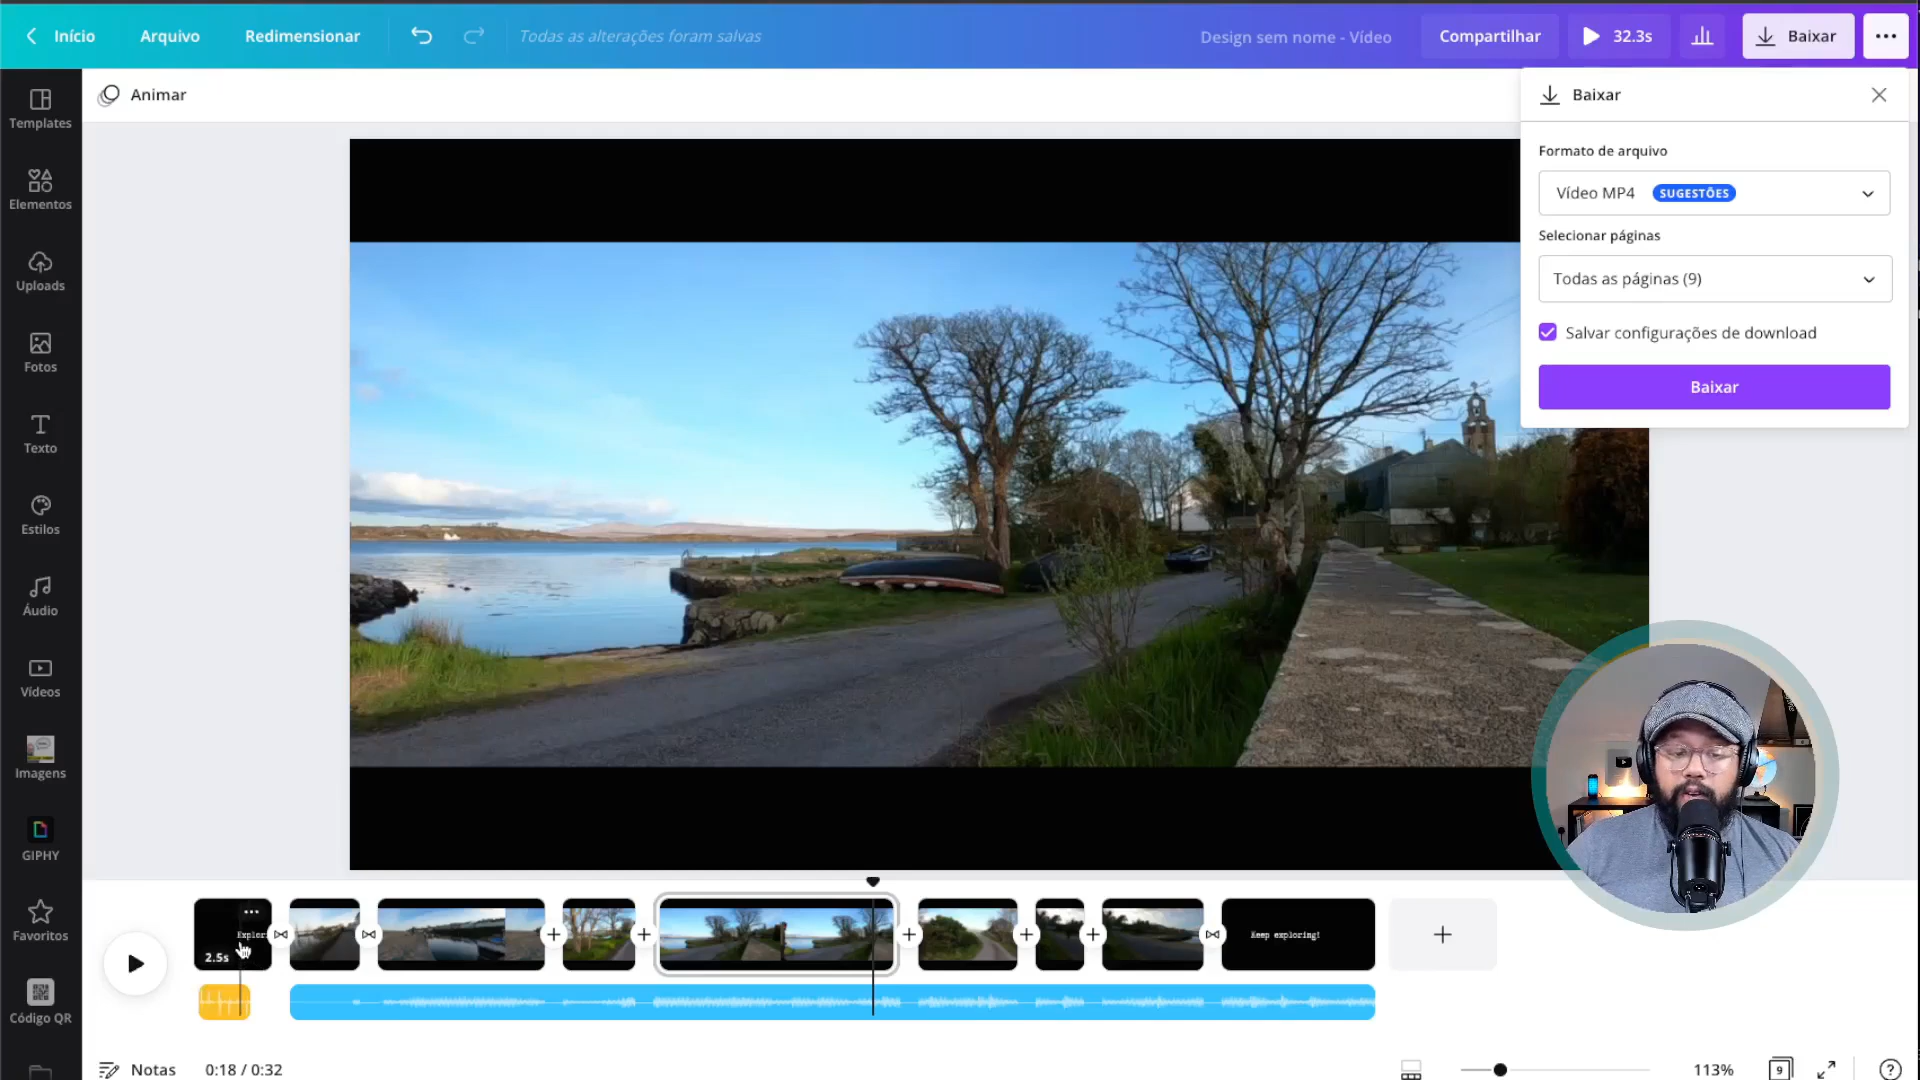 Início
Arquivo
Redimensionar
Todas as alterações foram salvas
Design sem nome - Vídeo
Compartilhar
32.3s
Baixar
Templates
Elementos
Uploads
Fotos
Texto
Estilos
Áudio
Vídeos
Imagens
GIPHY
Favoritos
Código QR
Animar
Baixar
Formato de arquivo
Vídeo MP4 SUGESTÕES
Selecionar páginas
Todas as páginas (9)
Salvar configurações de download
Baixar
Explor
2.5s
Keep exploring!
Notas
0:18 / 0:32
113%
9